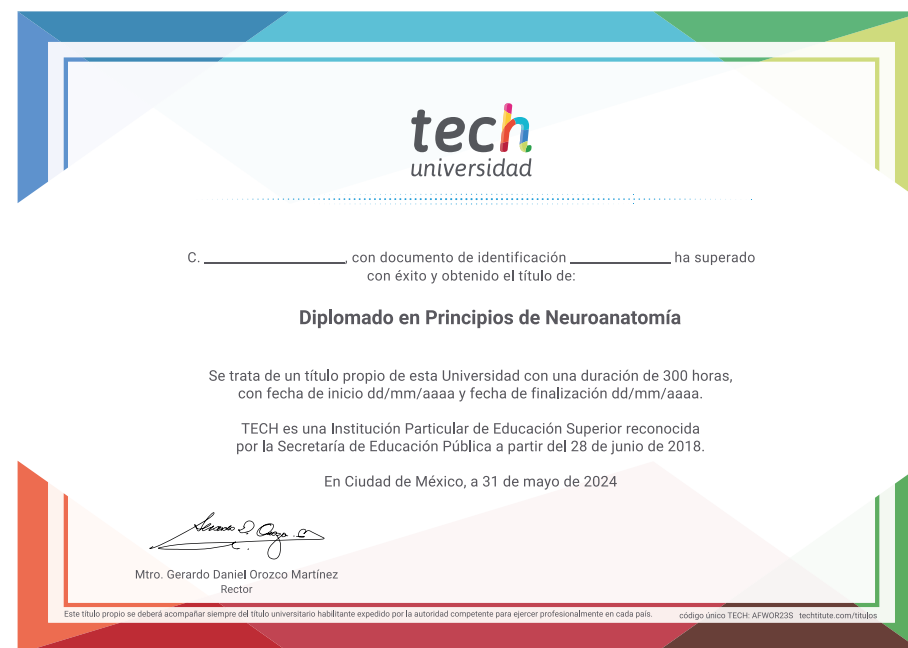 tech
universidad
C. ________________, con documento de identificación ____________ ha superado
con éxito y obtenido el título de:
Diplomado en Principios de Neuroanatomía
Se trata de un título propio de esta Universidad con una duración de 300 horas,
con fecha de inicio dd/mm/aaaa y fecha de finalización dd/mm/aaaa.
TECH es una Institución Particular de Educación Superior reconocida
por la Secretaría de Educación Pública a partir del 28 de junio de 2018.
En Ciudad de México, a 31 de mayo de 2024
Mtro. Gerardo Daniel Orozco Martínez
Rector
Este título propio se deberá acompañar siempre del título universitario habilitante expedido por la autoridad competente para ejercer profesionalmente en cada país. código único TECH: AFWOR23S techtitute.com/titulos